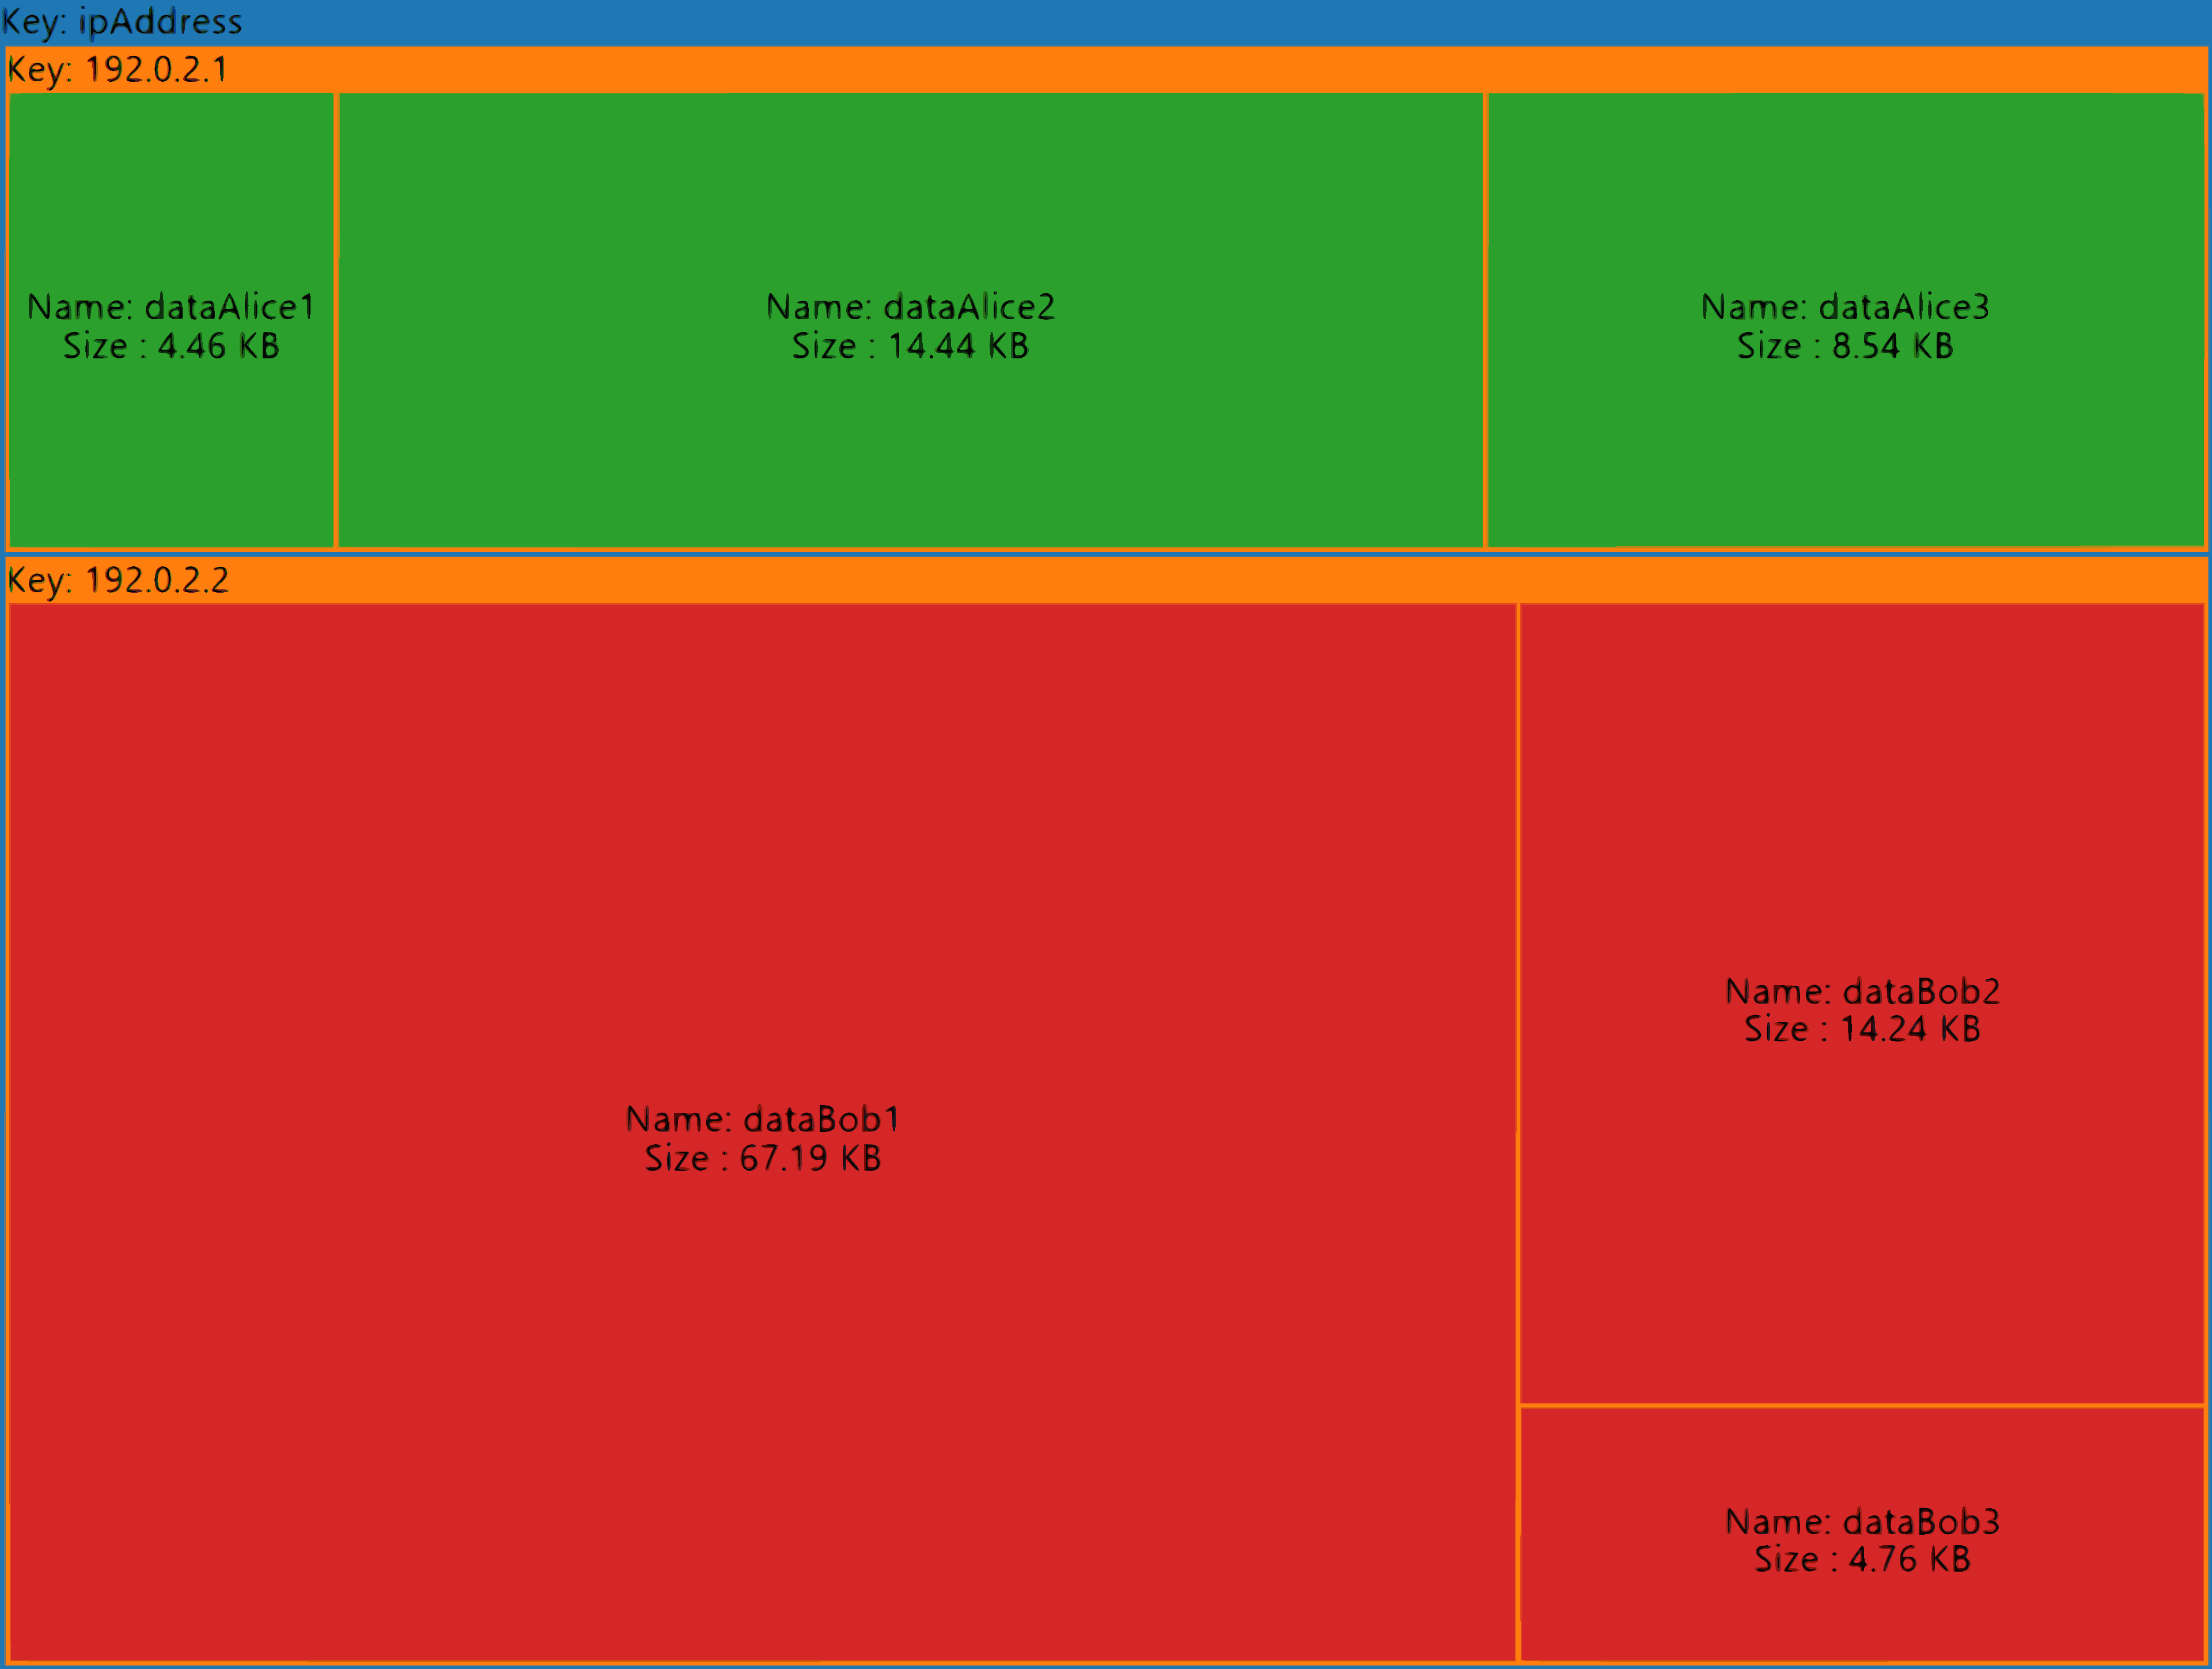 Key: ipAddress
Key: 192.0.2.1
Name: dataAlice1
Size : 4.46 KB
Name: dataAlice2
Size : 14.44 KB
Name: dataAlice3
Size : 8.54 KB
Key: 192.0.2.2
Name: dataBob1
Size : 67.19 KB
Name: dataBob2
Size : 14.24 KB
Name: dataBob3
Size : 4.76 KB